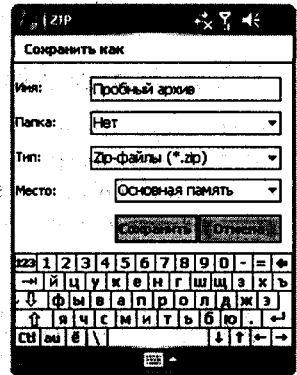 ZIP
Сохранить как
Имя: Пробный архив
Папка: Нет
Тип: Zip-файлы (*.zip)
Место: Основная память
Сохранить Отмена
123 1 2 3 4 5 6 7 8 9 0 - =
й ц у к е н г ш щ з х ъ
ф ы в а п р о л д ж э
я ч с м и т ь б ю .
Ctl аü ё \